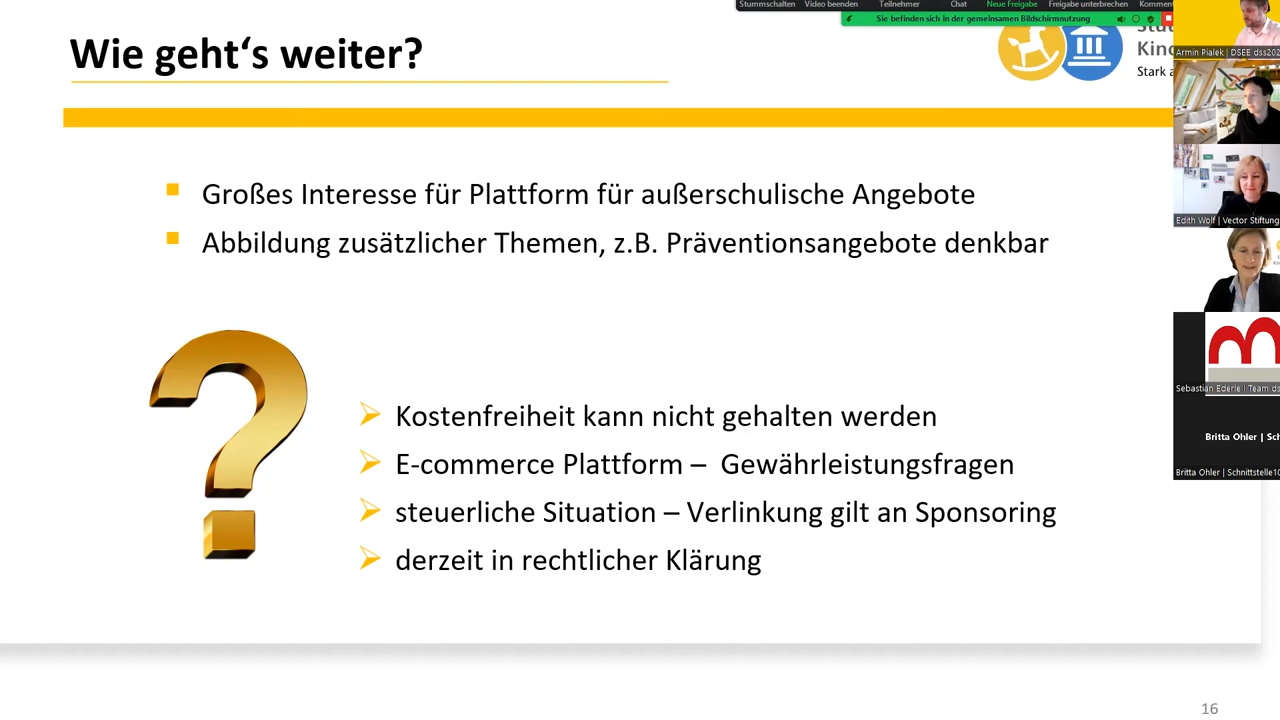 Stummschalten Video beenden Teilnehmer Chat Neue Freigabe Freigabe unterbrechen
Sie befinden sich in der gemeinsamen Bildschirmnutzung
Wie geht‘s weiter?
Stark
Armin Pialek | DSEE dss202
Edith Wolf | Vector Stiftung
Großes Interesse für Plattform für außerschulische Angebote
Abbildung zusätzlicher Themen, z.B. Präventionsangebote denkbar
Sebastian Ederle | Team ds
Kostenfreiheit kann nicht gehalten werden
Britta Ohler | Sch
E-commerce Plattform – Gewährleistungsfragen
Britta Ohler | Schnittstelle10
steuerliche Situation – Verlinkung gilt an Sponsoring
derzeit in rechtlicher Klärung
16